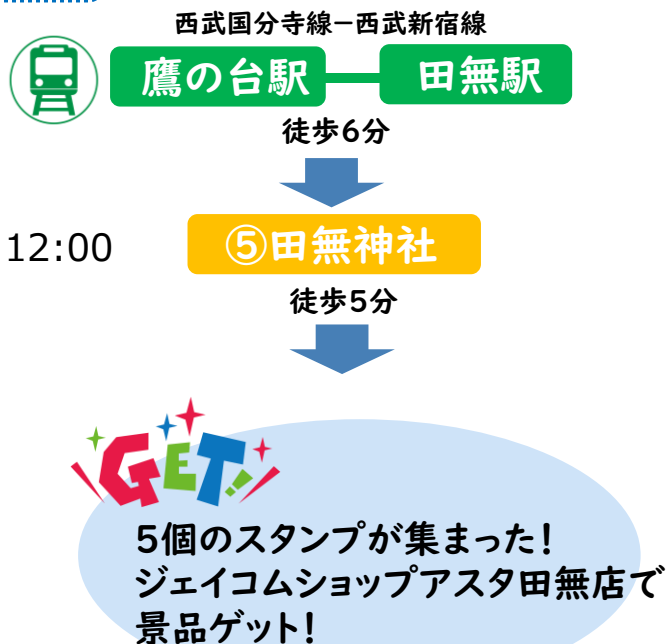 西武国分寺線ー西武新宿線
鷹の台駅 田無駅
徒歩6分
12:00 ⑤田無神社
徒歩5分
GET!
5個のスタンプが集まった！
ジェイコムショップアスタ田無店で
景品ゲット！